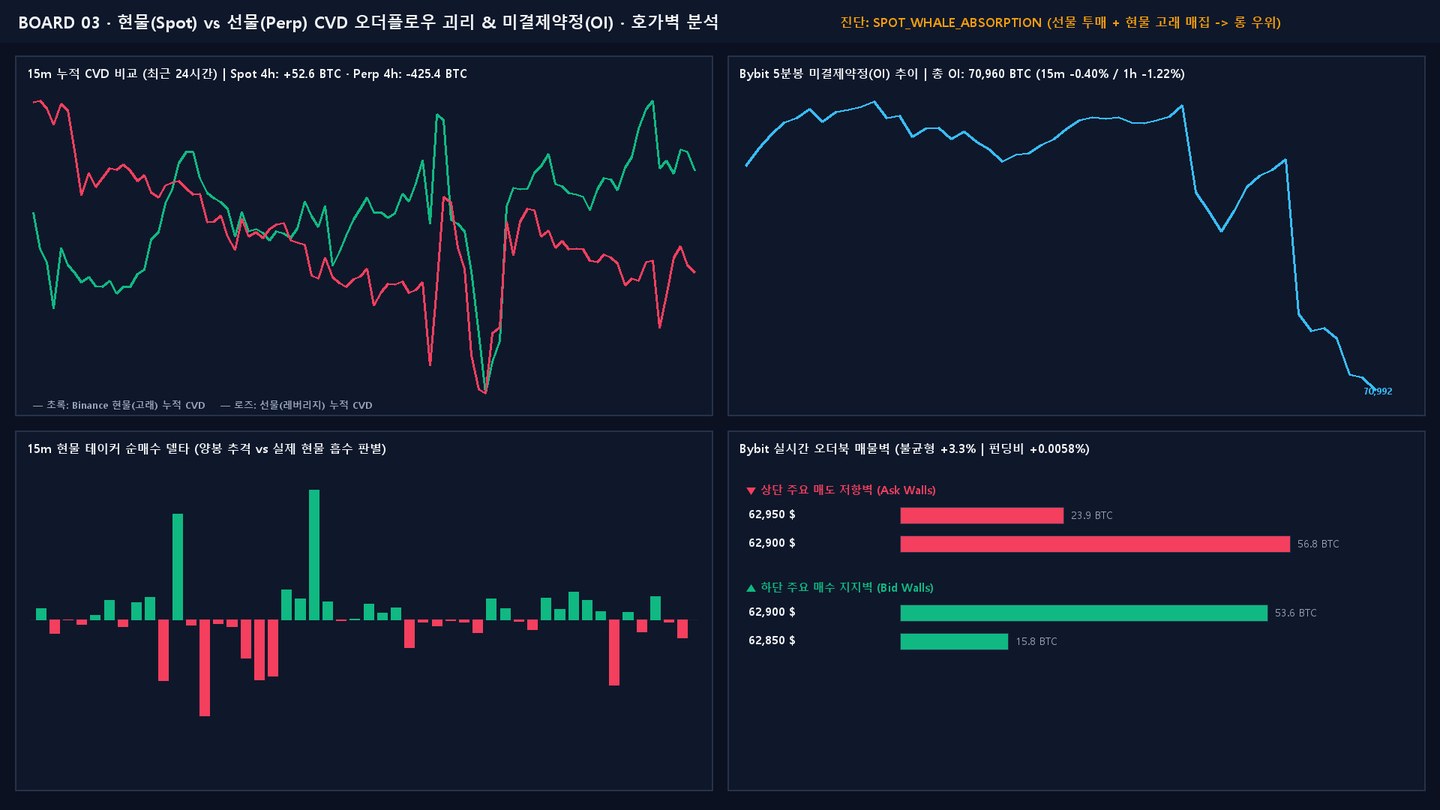 BOARD 03 · 현물(Spot) vs 선물(Perp) CVD 오더플로우 괴리 & 미결제약정(OI) · 호가벽 분석
진단: SPOT_WHALE_ABSORPTION (선물 투매 + 현물 고래 매집 -> 롱 우위)
15m 누적 CVD 비교 (최근 24시간) | Spot 4h: +52.6 BTC · Perp 4h: -425.4 BTC
— 초록: Binance 현물(고래) 누적 CVD — 로즈: 선물(레버리지) 누적 CVD
Bybit 5분봉 미결제약정(OI) 추이 | 총 OI: 70,960 BTC (15m -0.40% / 1h -1.22%)
70,992
15m 현물 테이커 순매수 델타 (양봉 추격 vs 실제 현물 흡수 판별)
Bybit 실시간 오더북 매물벽 (불균형 +3.3% | 펀딩비 +0.0058%)
▼ 상단 주요 매도 저항벽 (Ask Walls)
62,950 $ 23.9 BTC
62,900 $ 56.8 BTC
▲ 하단 주요 매수 지지벽 (Bid Walls)
62,900 $ 53.6 BTC
62,850 $ 15.8 BTC